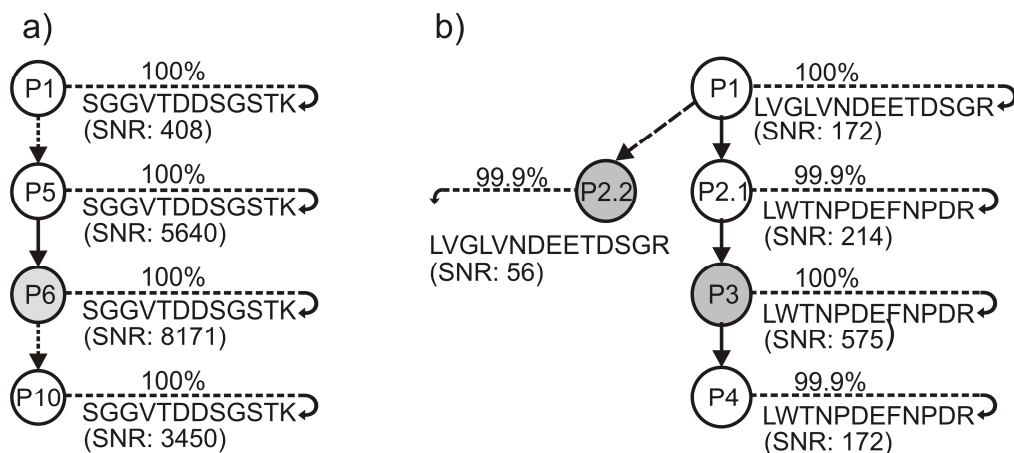 a)
P1
100%
SGGVTDDSGSTK
(SNR: 408)
P5
100%
SGGVTDDSGSTK
(SNR: 5640)
P6
100%
SGGVTDDSGSTK
(SNR: 8171)
P10
100%
SGGVTDDSGSTK
(SNR: 3450)
b)
P1
100%
LVGLVNDEETDSGR
(SNR: 172)
P2.2
99.9%
LVGLVNDEETDSGR
(SNR: 56)
P2.1
99.9%
LWTNPDEFNPDR
(SNR: 214)
P3
100%
LWTNPDEFNPDR
(SNR: 575)
P4
99.9%
LWTNPDEFNPDR
(SNR: 172)